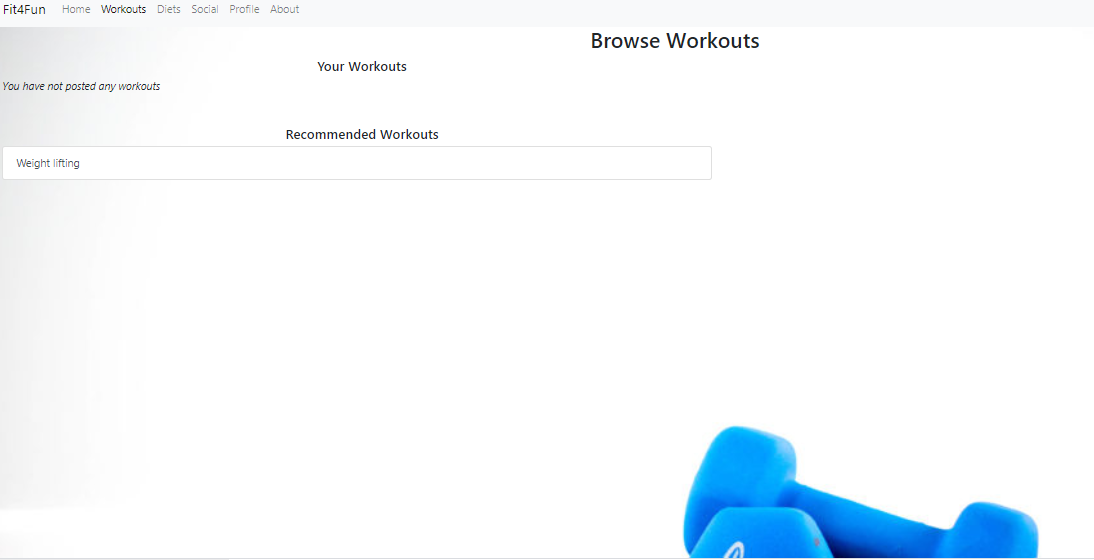 Fit4Fun Home Workouts Diets Social Profile About
Browse Workouts
Your Workouts
You have not posted any workouts
Recommended Workouts
Weight lifting